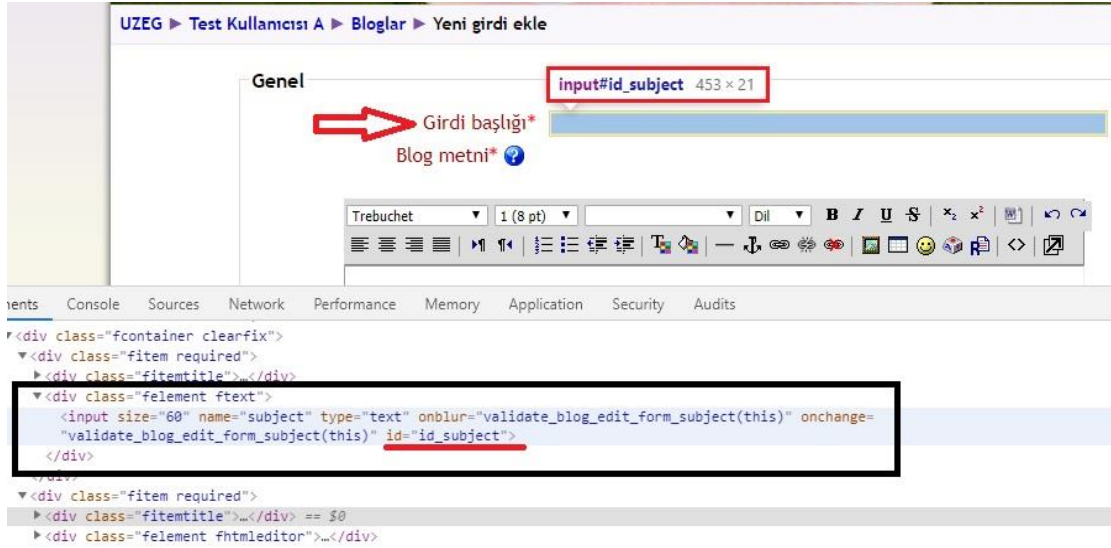 UZEG ► Test Kullanıcısı A ► Bloglar ► Yeni girdi ekle
Genel
input#id_subject 453 × 21
Girdi başlığı*
Blog metni* ?
Trebuchet ▼ 1 (8 pt) ▼ ▼ Dil ▼ B I U S x₂ x²
Console Sources Network Performance Memory Application Security Audits
▼<div class="fcontainer clearfix">
▼<div class="fitem required">
▶<div class="fitemtitle">…</div>
▼<div class="felement ftext">
<input size="60" name="subject" type="text" onblur="validate_blog_edit_form_subject(this)" onchange=
"validate_blog_edit_form_subject(this)" id="id_subject">
</div>
</div>
▼<div class="fitem required">
▶<div class="fitemtitle">…</div> == $0
▶<div class="felement fhtmleditor">…</div>